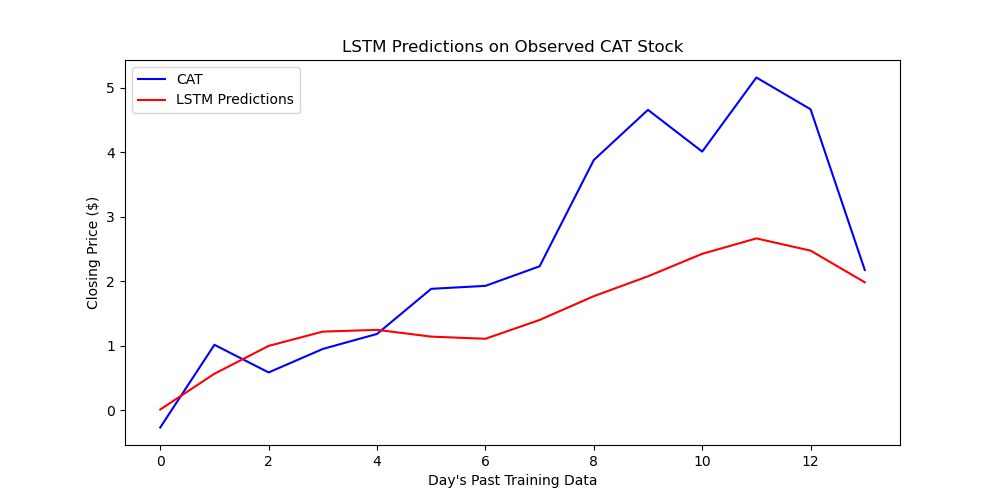 LSTM Predictions on Observed CAT Stock
CAT
LSTM Predictions
Closing Price ($)
5
4
3
2
1
0
0 2 4 6 8 10 12
Day's Past Training Data